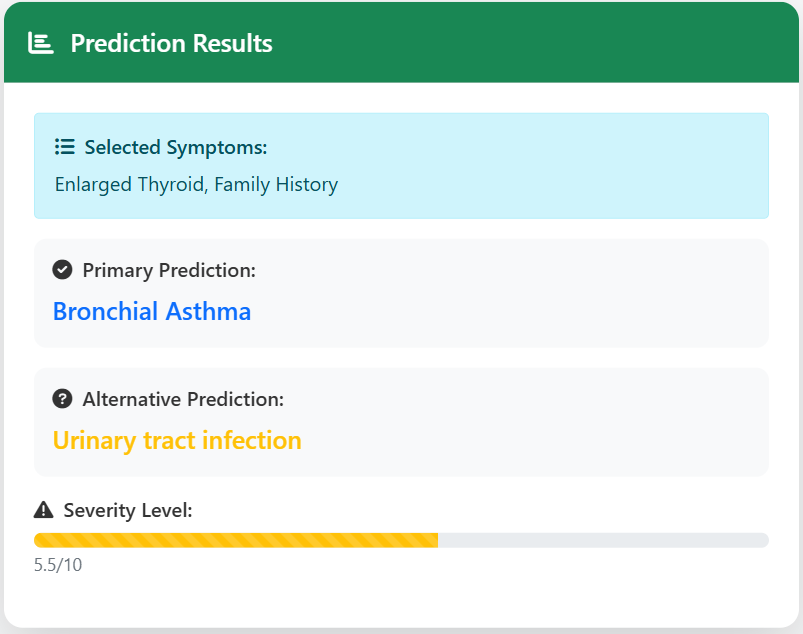 Prediction Results
Selected Symptoms:
Enlarged Thyroid, Family History
Primary Prediction:
Bronchial Asthma
Alternative Prediction:
Urinary tract infection
Severity Level:
5.5/10